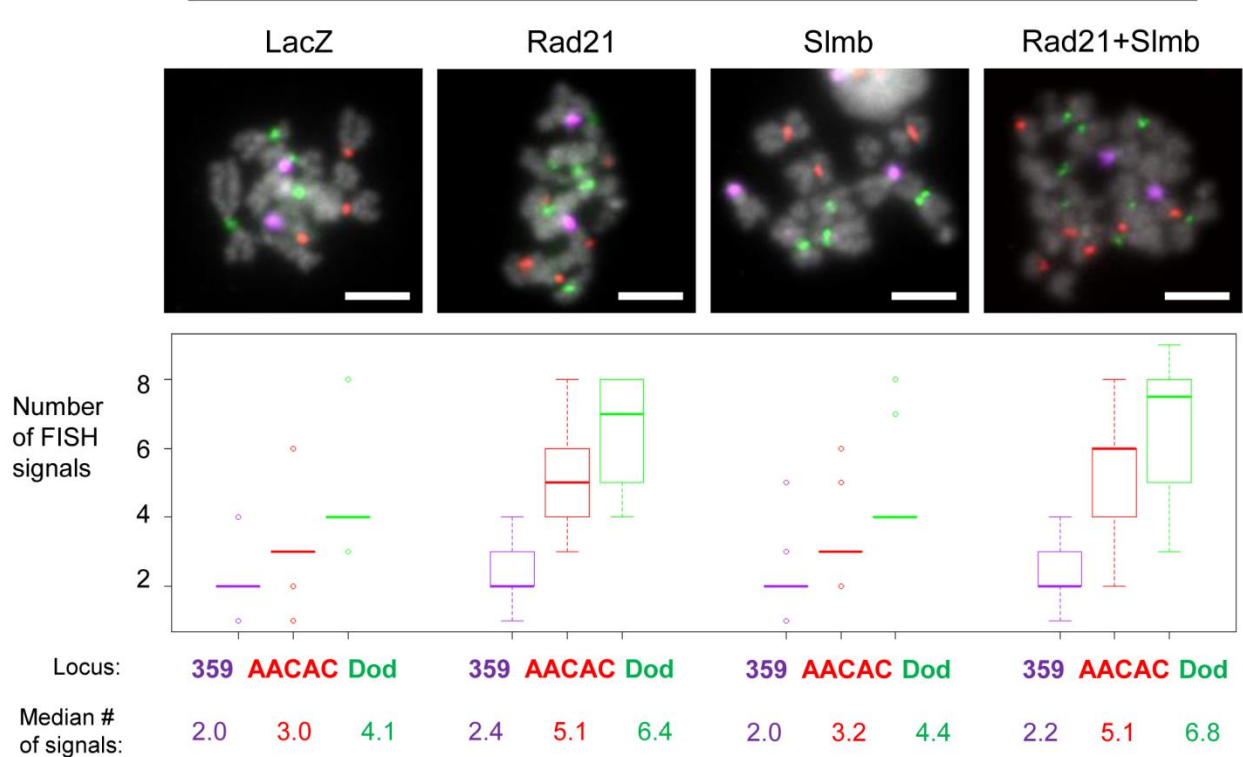 LacZ Rad21 Slmb Rad21+Slmb
Number
of FISH
signals
8
6
4
2
Locus: 359 AACAC Dod 359 AACAC Dod 359 AACAC Dod 359 AACAC Dod
Median #
of signals: 2.0 3.0 4.1 2.4 5.1 6.4 2.0 3.2 4.4 2.2 5.1 6.8